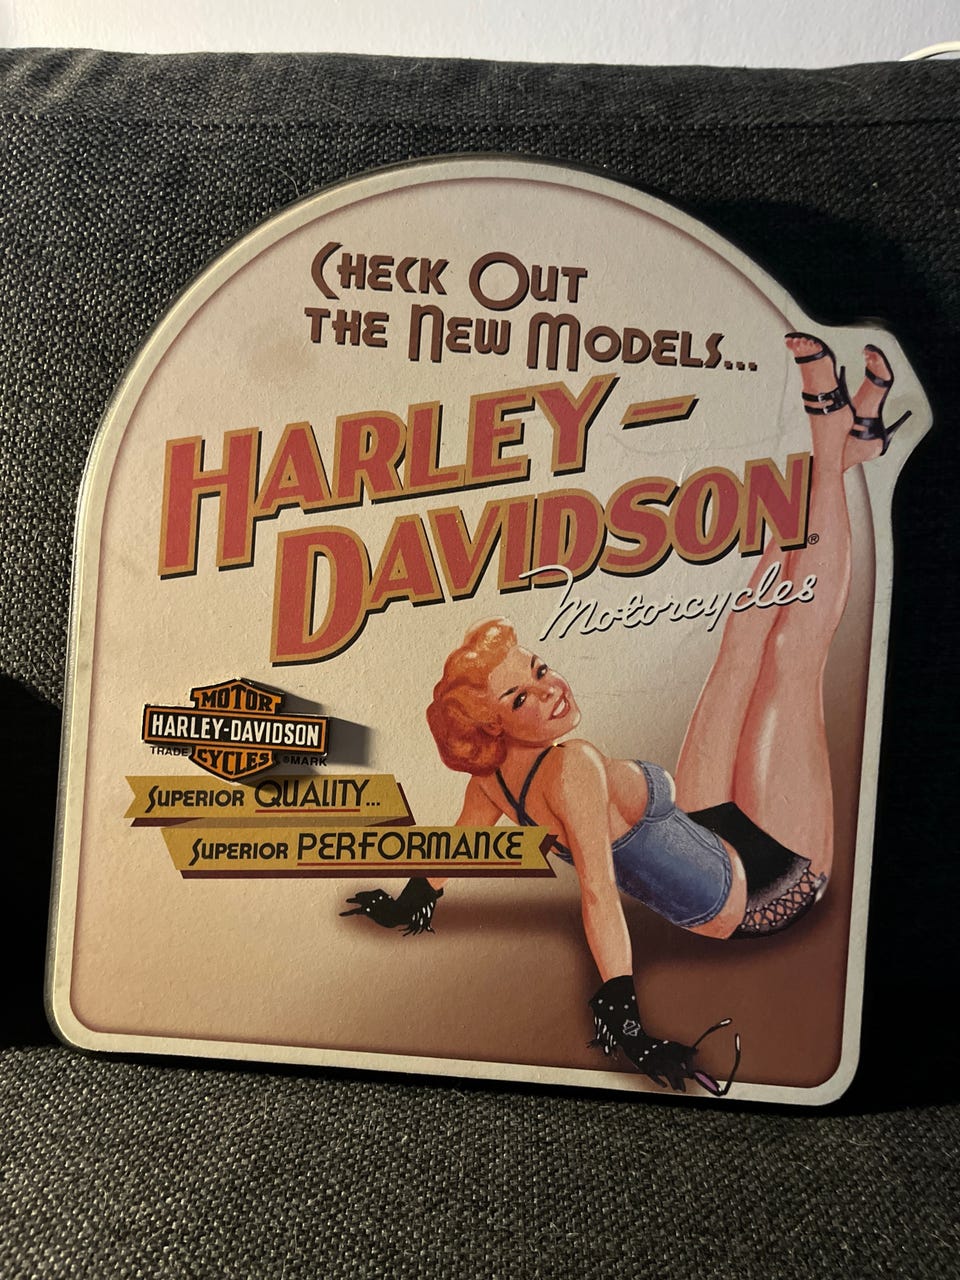 Check Out
the New Models...
Harley-
Davidson®
Motorcycles
MOTOR
HARLEY-DAVIDSON
TRADE CYCLES ®MARK
Superior Quality...
Superior Performance